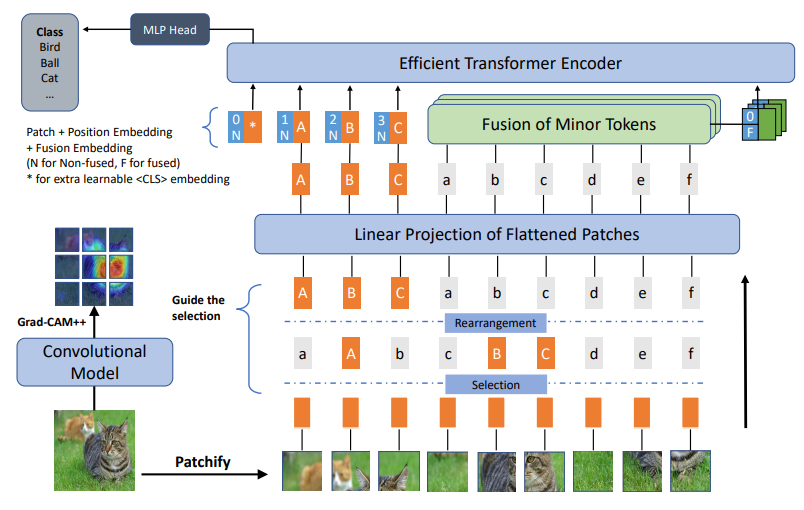 Class
Bird
Ball
Cat
...
MLP Head
Efficient Transformer Encoder
Patch + Position Embedding
+ Fusion Embedding
(N for Non-fused, F for fused)
* for extra learnable <CLS> embedding
0 N *
1 N A
2 N B
3 N C
Fusion of Minor Tokens
0 F
A B C a b c d e f
Linear Projection of Flattened Patches
A B C a b c d e f
Guide the
selection
Rearrangement
a A b c B C d e f
Selection
Grad-CAM++
Convolutional
Model
Patchify